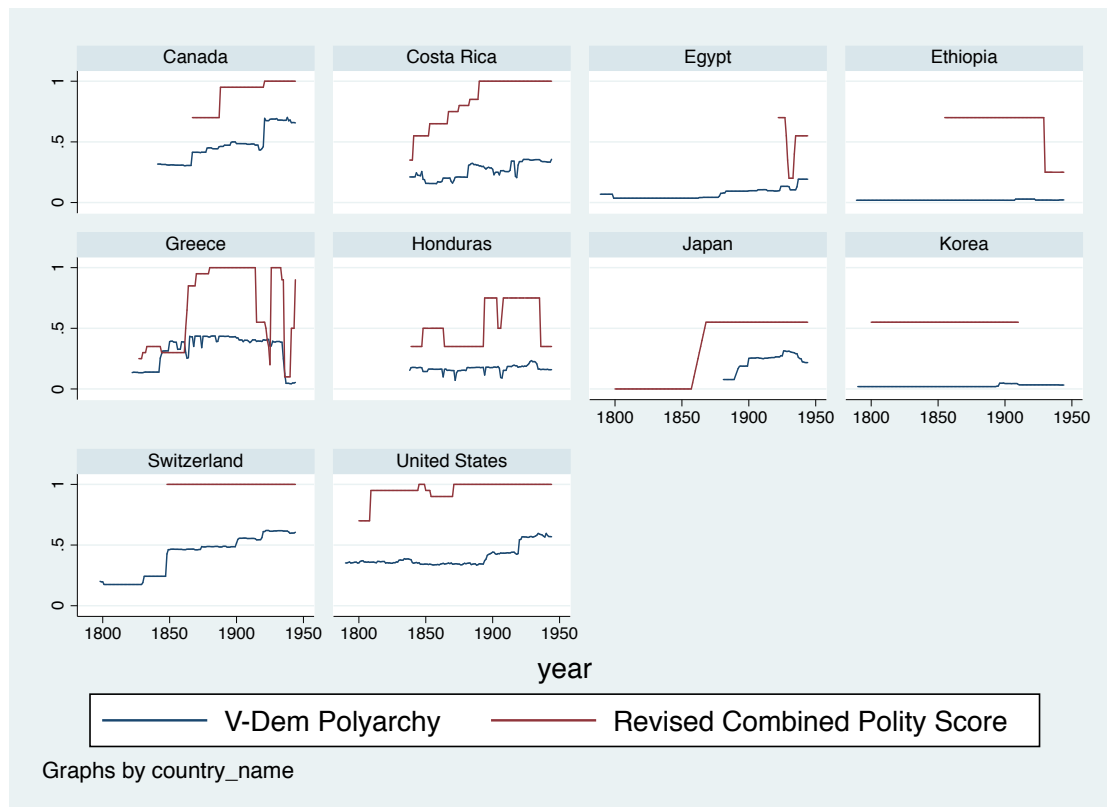 Canada Costa Rica Egypt Ethiopia
1
.5
0
Greece Honduras Japan Korea
1
.5
0
1800 1850 1900 1950 1800 1850 1900 1950
Switzerland United States
1
.5
0
1800 1850 1900 1950 1800 1850 1900 1950
year
V-Dem Polyarchy Revised Combined Polity Score
Graphs by country_name